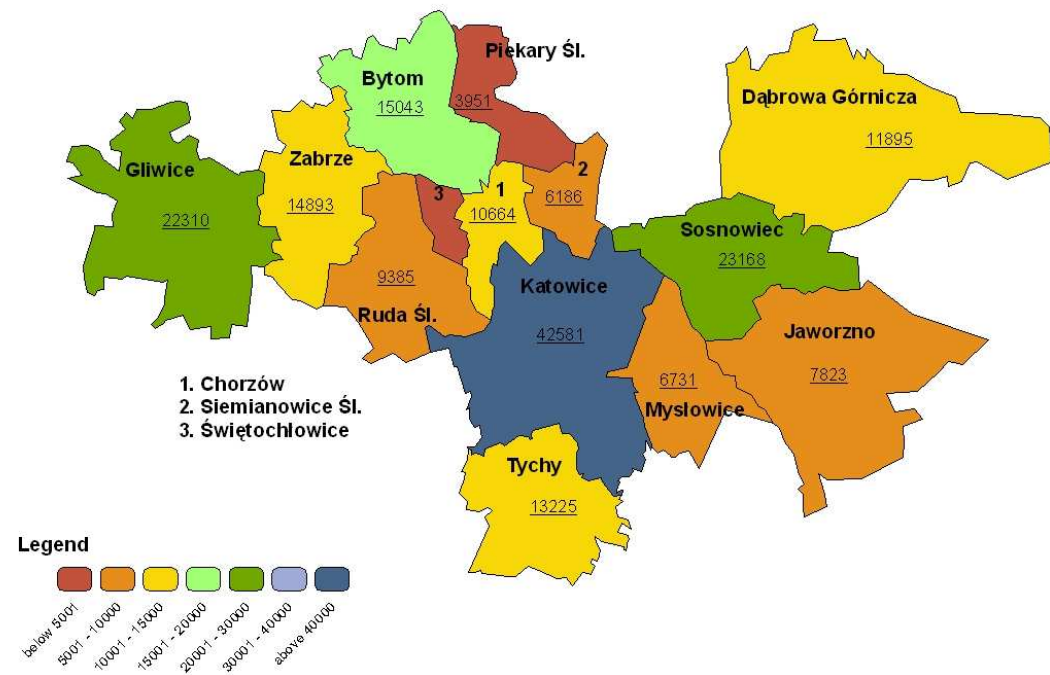 Piekary Śl.
Bytom
15043
3951
Dąbrowa Górnicza
11895
Gliwice
22310
Zabrze
14893
3
1
10664
2
6186
Sosnowiec
23168
9385
Ruda Śl.
Katowice
42581
Jaworzno
7823
6731
Myslowice
1. Chorzów
2. Siemianowice Śl.
3. Świętochlowice
Tychy
13225
Legend
below 5001
5001 - 10000
10001 - 15000
15001 - 20000
20001 - 30000
30001 - 40000
above 40000